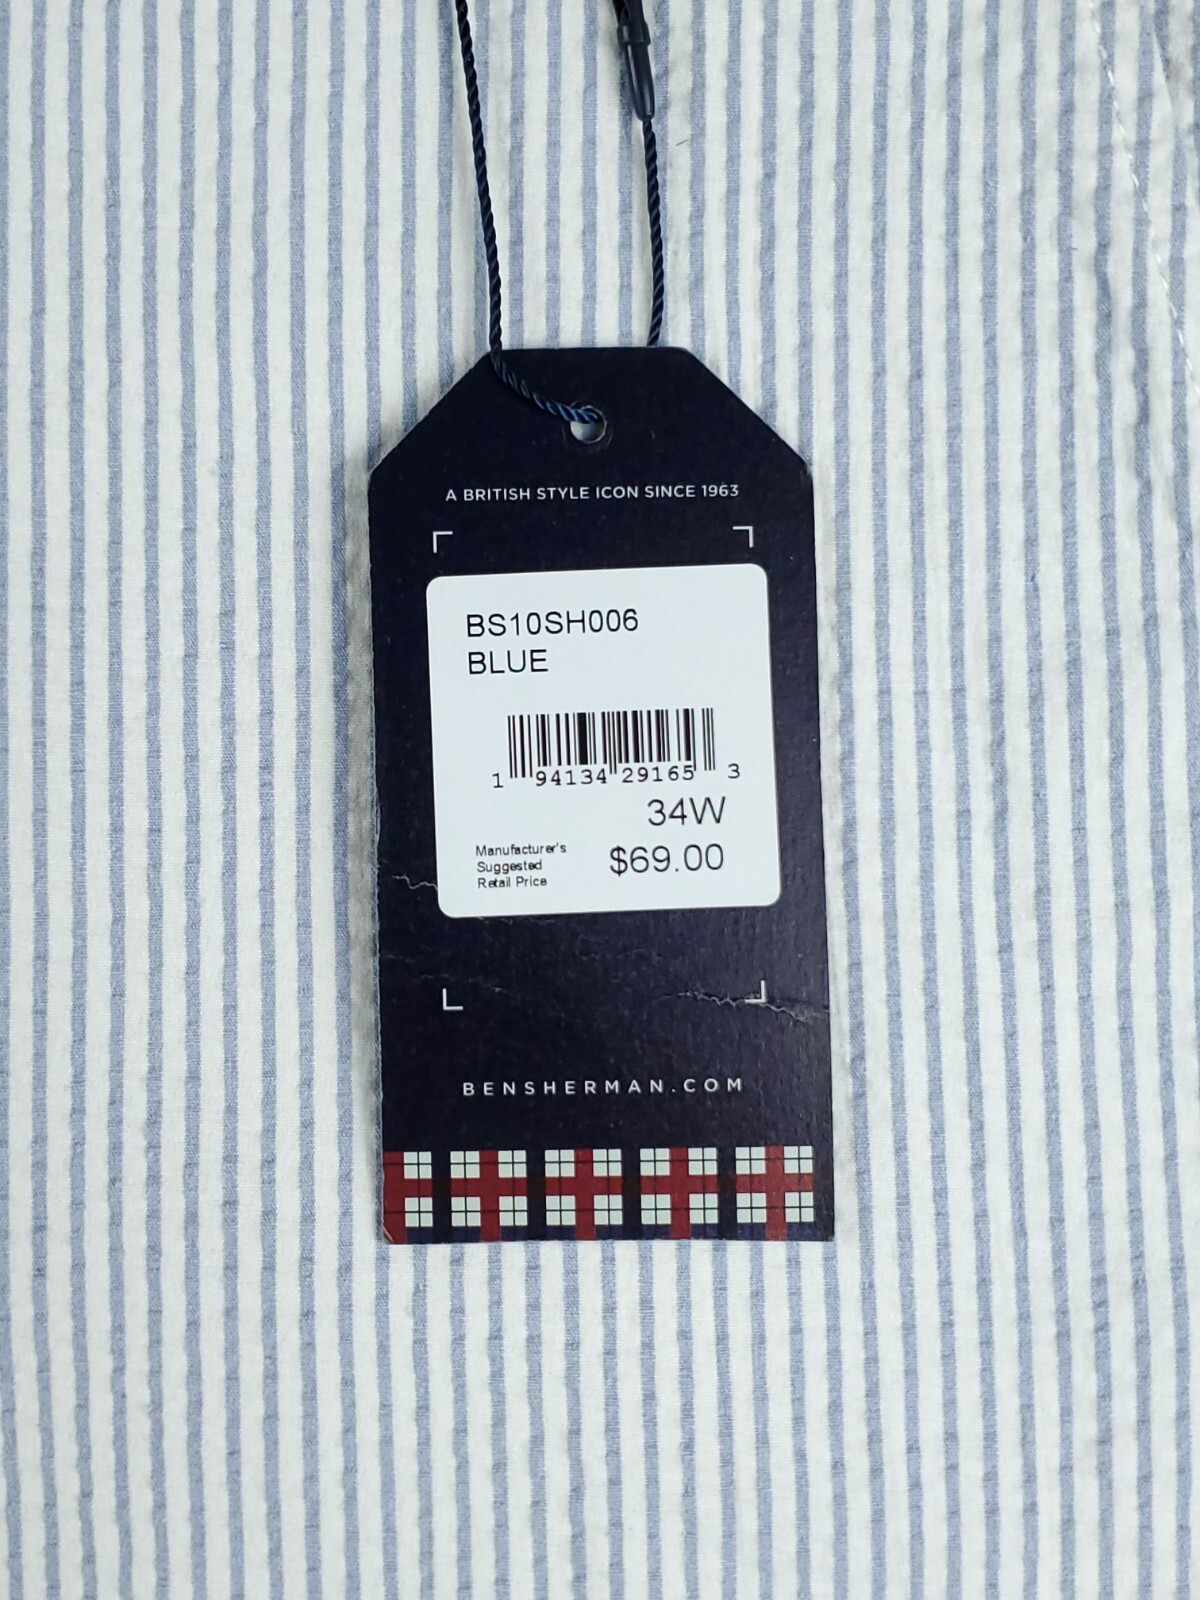 A BRITISH STYLE ICON SINCE 1963
BS10SH006
BLUE
1 94134 29165 3
34W
Manufacturer's
Suggested
Retail Price
$69.00
BENSHERMAN.COM